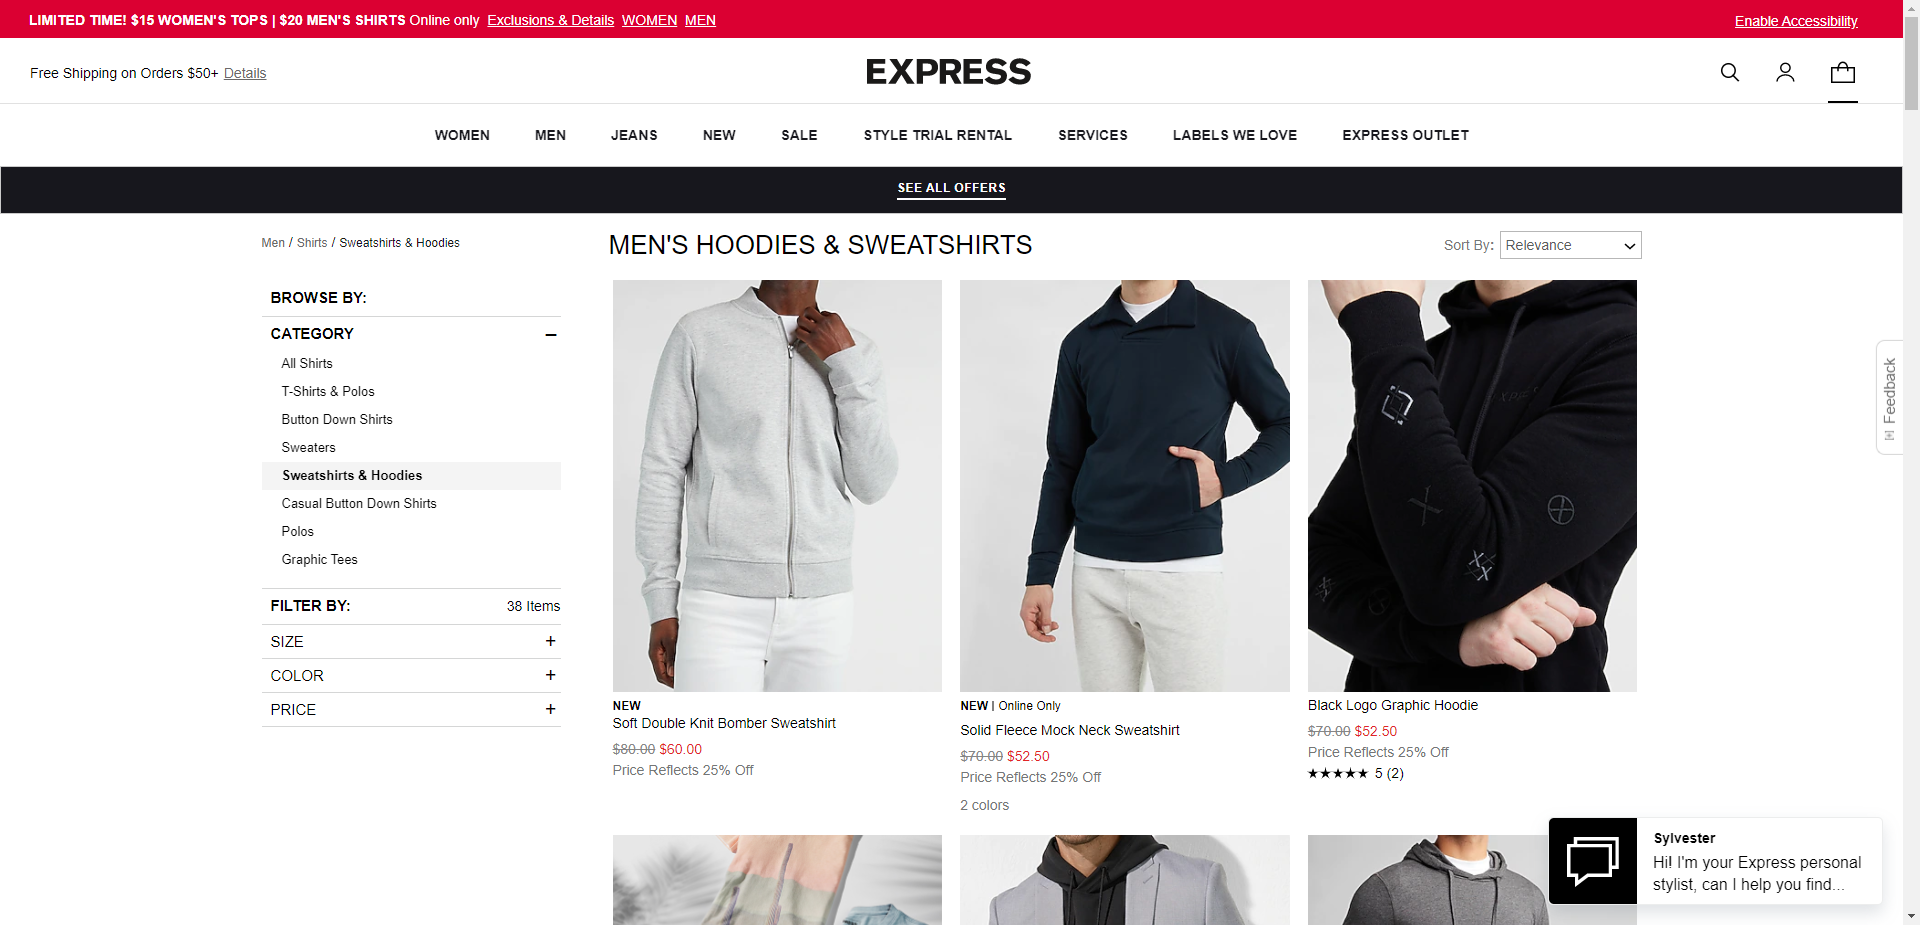 LIMITED TIME! $15 WOMEN'S TOPS | $20 MEN'S SHIRTS Online only Exclusions & Details WOMEN MEN
Enable Accessibility
Free Shipping on Orders $50+ Details
EXPRESS
WOMEN MEN JEANS NEW SALE STYLE TRIAL RENTAL SERVICES LABELS WE LOVE EXPRESS OUTLET
SEE ALL OFFERS
Men / Shirts / Sweatshirts & Hoodies
MEN'S HOODIES & SWEATSHIRTS
Sort By: Relevance
BROWSE BY:
CATEGORY
All Shirts
T-Shirts & Polos
Button Down Shirts
Sweaters
Sweatshirts & Hoodies
Casual Button Down Shirts
Polos
Graphic Tees
FILTER BY: 38 Items
SIZE +
COLOR +
PRICE +
NEW
Soft Double Knit Bomber Sweatshirt
$80.00 $60.00
Price Reflects 25% Off
NEW | Online Only
Solid Fleece Mock Neck Sweatshirt
$70.00 $52.50
Price Reflects 25% Off
2 colors
Black Logo Graphic Hoodie
$70.00 $52.50
Price Reflects 25% Off
★★★★★ 5 (2)
Feedback
Sylvester
Hi! I'm your Express personal
stylist, can I help you find...